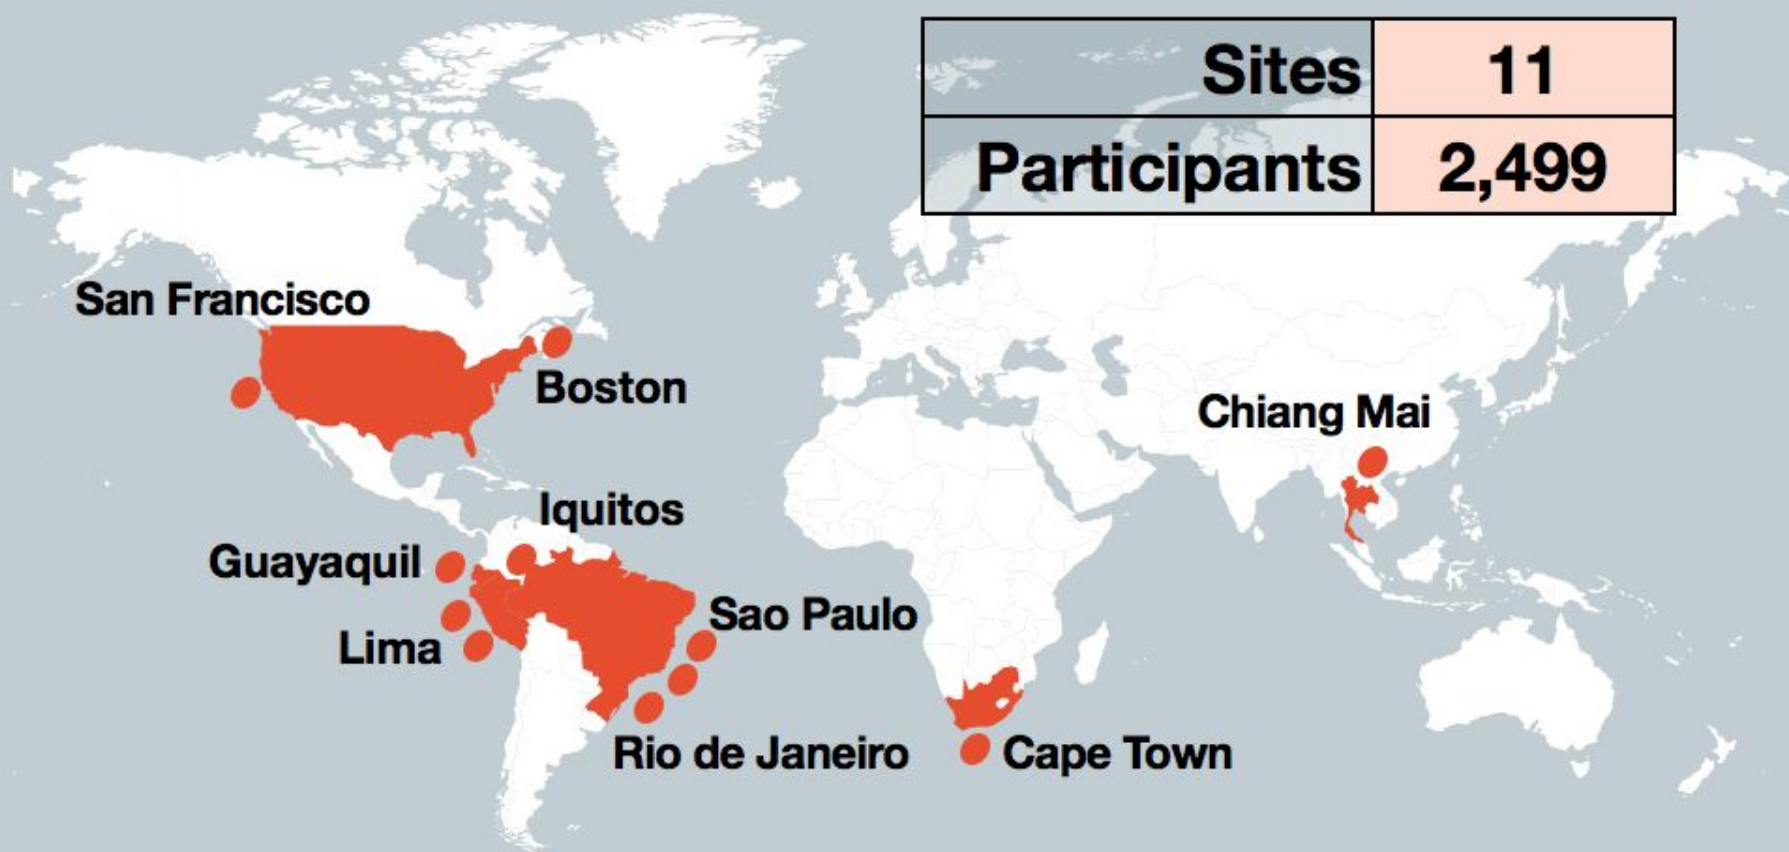 Sites 11
Participants 2,499
San Francisco
Boston
Chiang Mai
Iquitos
Guayaquil
Sao Paulo
Lima
Rio de Janeiro
Cape Town